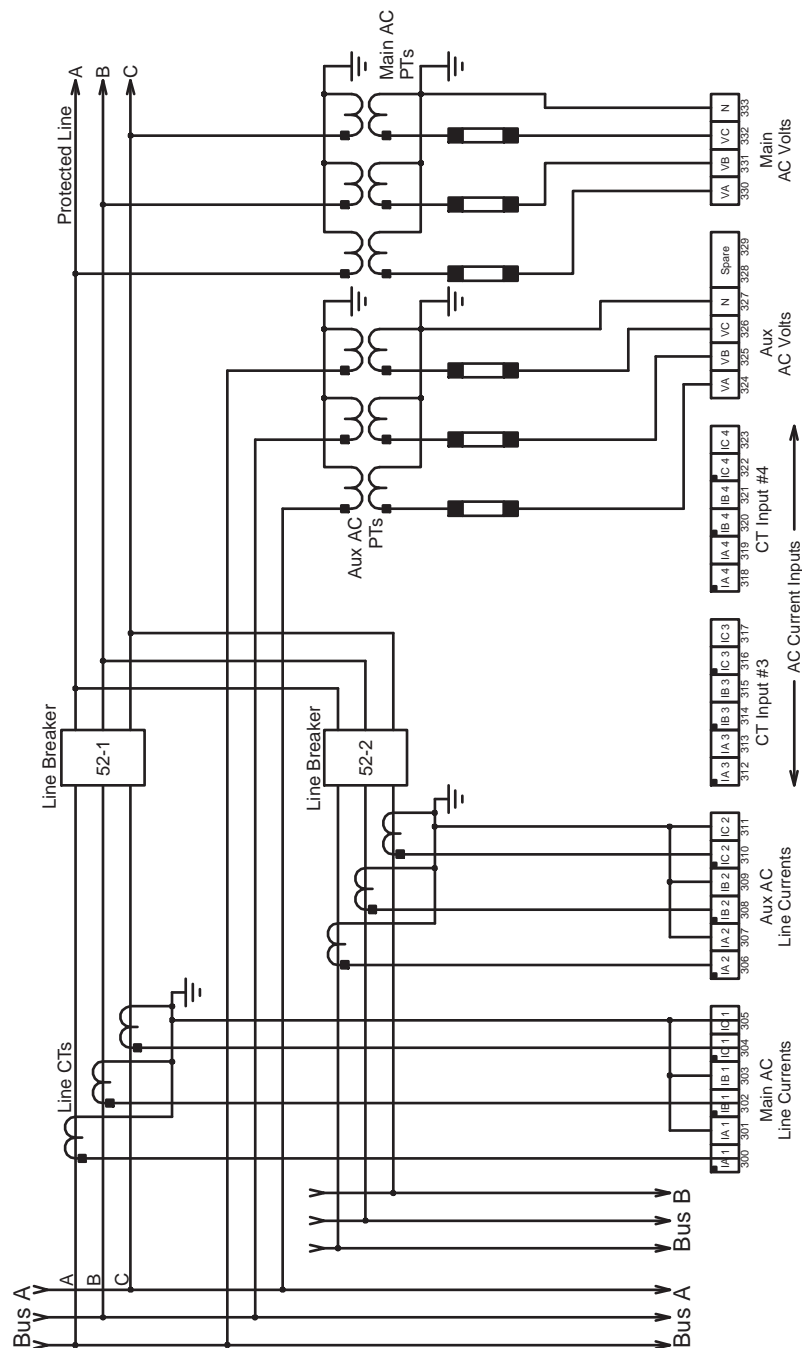 Protected Line
A
B
C
Main AC
PTs
Aux AC
PTs
Line Breaker
52-1
Line Breaker
52-2
Line CTs
Bus A
A
B
C
Bus B
Bus A
IA 1
IA 1
IB 1
IB 1
IC 1
IC 1
300
301
302
303
304
305
Main AC
Line Currents
IA 2
IA 2
IB 2
IB 2
IC 2
IC 2
306
307
308
309
310
311
Aux AC
Line Currents
IA 3
IA 3
IB 3
IB 3
IC 3
IC 3
312
313
314
315
316
317
CT Input #3
IA 4
IA 4
IB 4
IB 4
IC 4
IC 4
318
319
320
321
322
323
CT Input #4
AC Current Inputs
VA
VB
VC
N
Spare
324
325
326
327
328
329
Aux
AC Volts
VA
VB
VC
N
330
331
332
333
Main
AC Volts